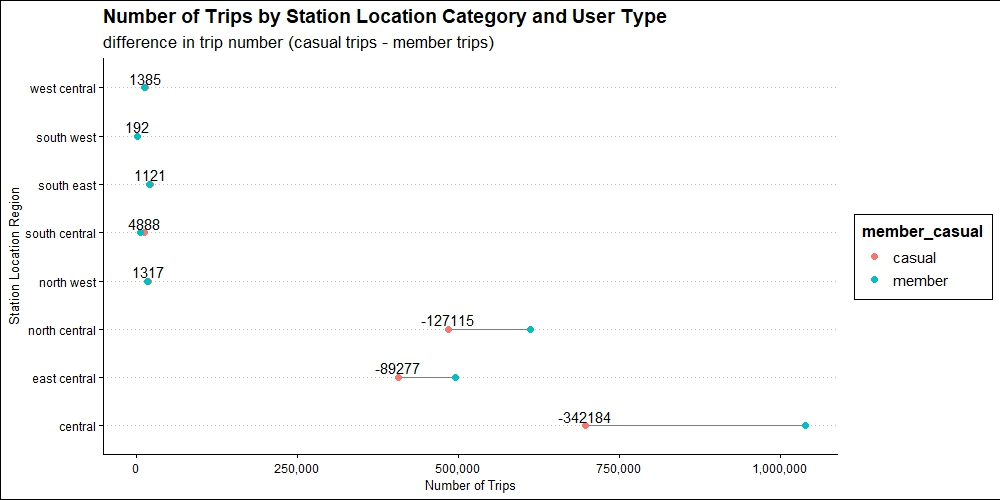 Number of Trips by Station Location Category and User Type
difference in trip number (casual trips - member trips)
Station Location Region
west central
1385
south west
192
south east
1121
south central
4888
north west
1317
north central
-127115
east central
-89277
central
-342184
0
250,000
500,000
750,000
1,000,000
Number of Trips
member_casual
casual
member